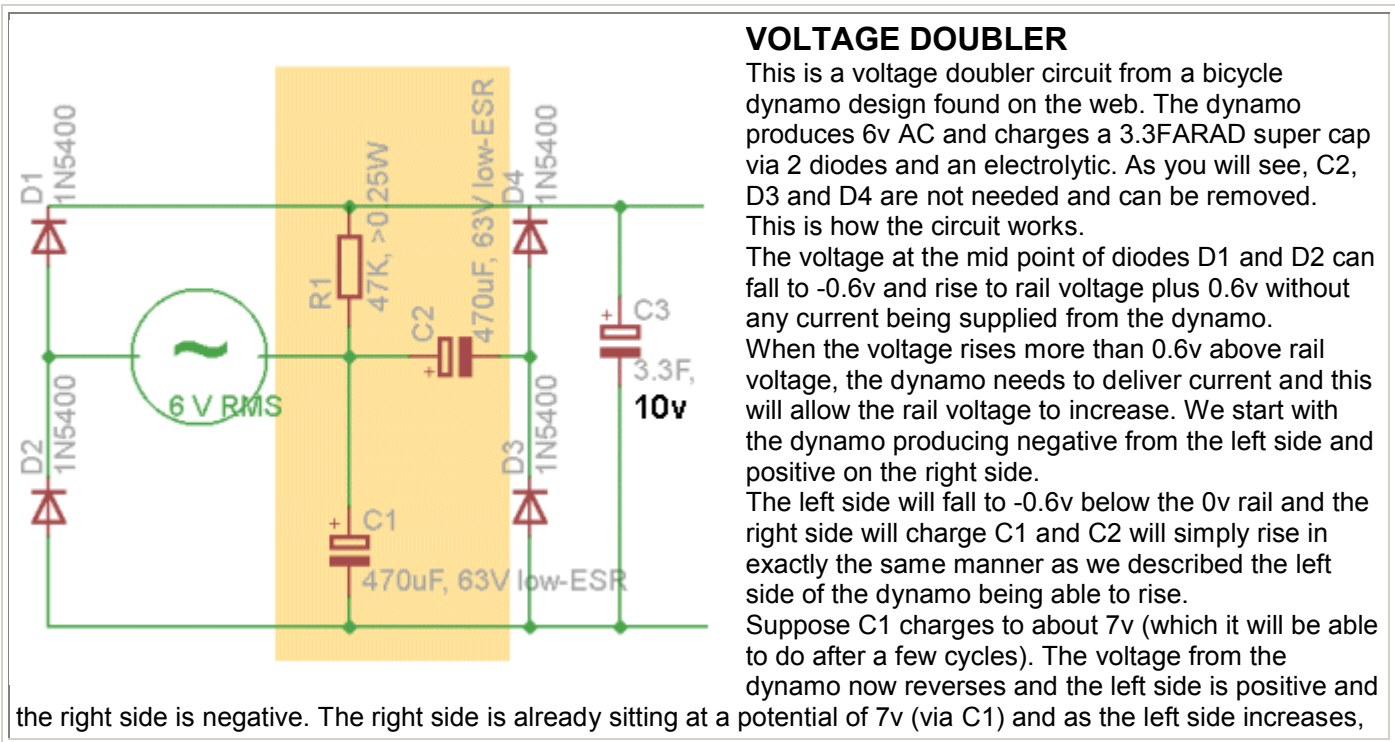 D1
1N5400
D2
1N5400
6 V RMS
R1
47K, >0.25W
C2
470uF, 63V low-ESR
+
C1
+
470uF, 63V low-ESR
D4
1N5400
D3
1N5400
+
C3
3.3F,
10v
VOLTAGE DOUBLER
This is a voltage doubler circuit from a bicycle
dynamo design found on the web. The dynamo
produces 6v AC and charges a 3.3FARAD super cap
via 2 diodes and an electrolytic. As you will see, C2,
D3 and D4 are not needed and can be removed.
This is how the circuit works.
The voltage at the mid point of diodes D1 and D2 can
fall to -0.6v and rise to rail voltage plus 0.6v without
any current being supplied from the dynamo.
When the voltage rises more than 0.6v above rail
voltage, the dynamo needs to deliver current and this
will allow the rail voltage to increase. We start with
the dynamo producing negative from the left side and
positive on the right side.
The left side will fall to -0.6v below the 0v rail and the
right side will charge C1 and C2 will simply rise in
exactly the same manner as we described the left
side of the dynamo being able to rise.
Suppose C1 charges to about 7v (which it will be able
to do after a few cycles). The voltage from the
dynamo now reverses and the left side is positive and
the right side is negative. The right side is already sitting at a potential of 7v (via C1) and as the left side increases,